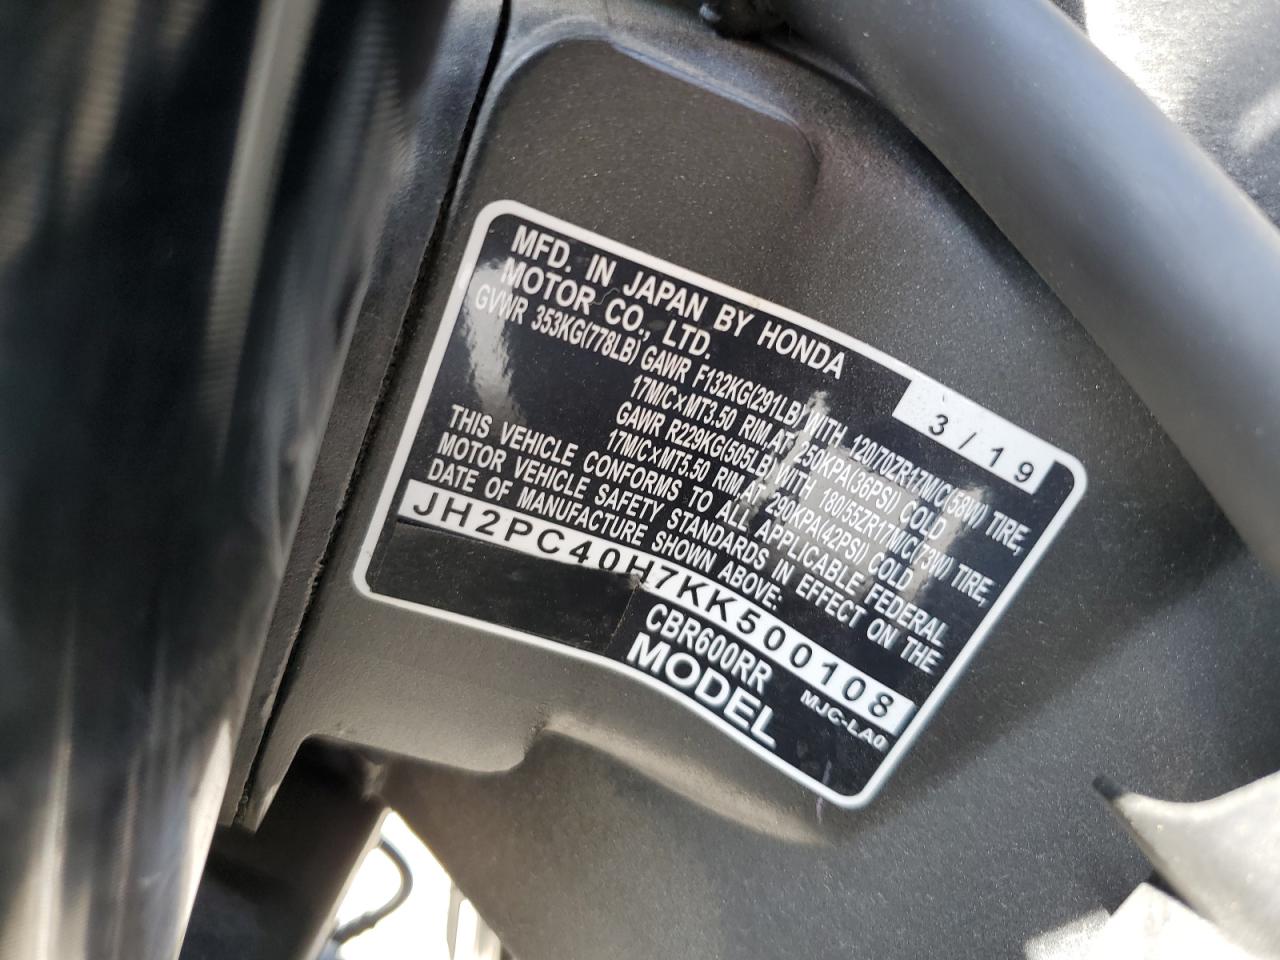 MFD. IN JAPAN BY HONDA
MOTOR CO., LTD.
3/19
GVWR 353KG(778LB) GAWR F132KG(291LB) WITH 120/70ZR17M/C(58W) TIRE,
17M/C×MT3.50 RIM,AT 250KPA(36PSI) COLD
GAWR R229KG(505LB) WITH 180/55ZR17M/C(73W) TIRE,
17M/C×MT5.50 RIM,AT 290KPA(42PSI) COLD
THIS VEHICLE CONFORMS TO ALL APPLICABLE FEDERAL
MOTOR VEHICLE SAFETY STANDARDS IN EFFECT ON THE
DATE OF MANUFACTURE SHOWN ABOVE:
JH2PC40H7KK500108
CBR600RR MJC-LA0
MODEL